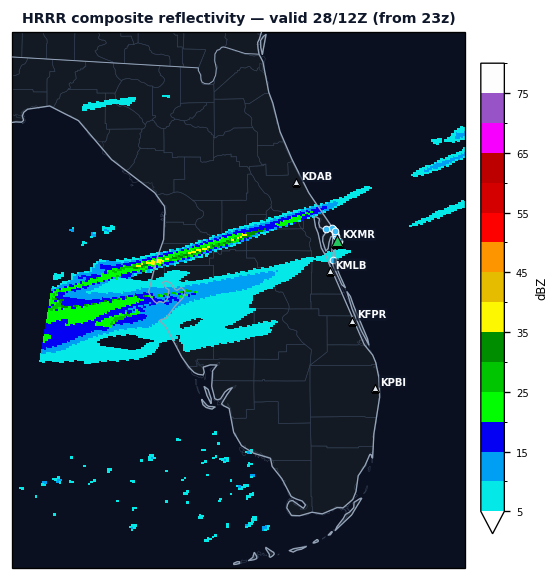 HRRR composite reflectivity — valid 28/12Z (from 23z)
KDAB
KXMR
KMLB
KFPR
KPBI
75
65
55
45
35
25
15
5
dBZ